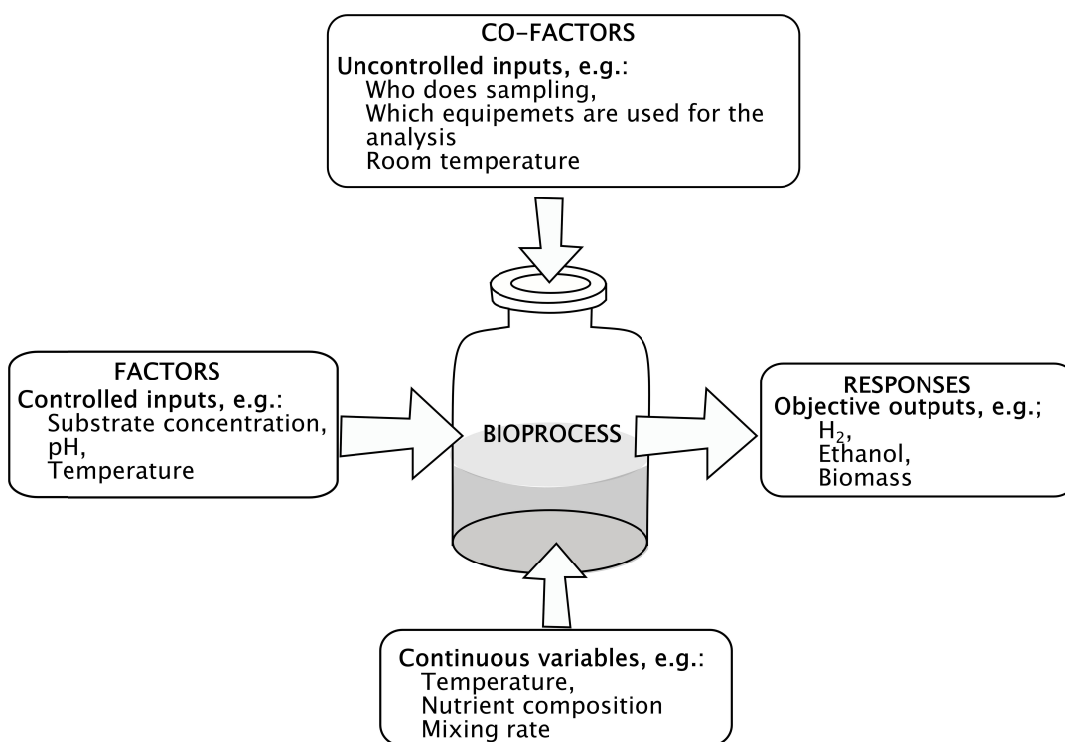 CO-FACTORS
Uncontrolled inputs, e.g.:
Who does sampling,
Which equipemets are used for the
analysis
Room temperature
FACTORS
Controlled inputs, e.g.:
Substrate concentration,
pH,
Temperature
BIOPROCESS
RESPONSES
Objective outputs, e.g.;
H₂,
Ethanol,
Biomass
Continuous variables, e.g.:
Temperature,
Nutrient composition
Mixing rate